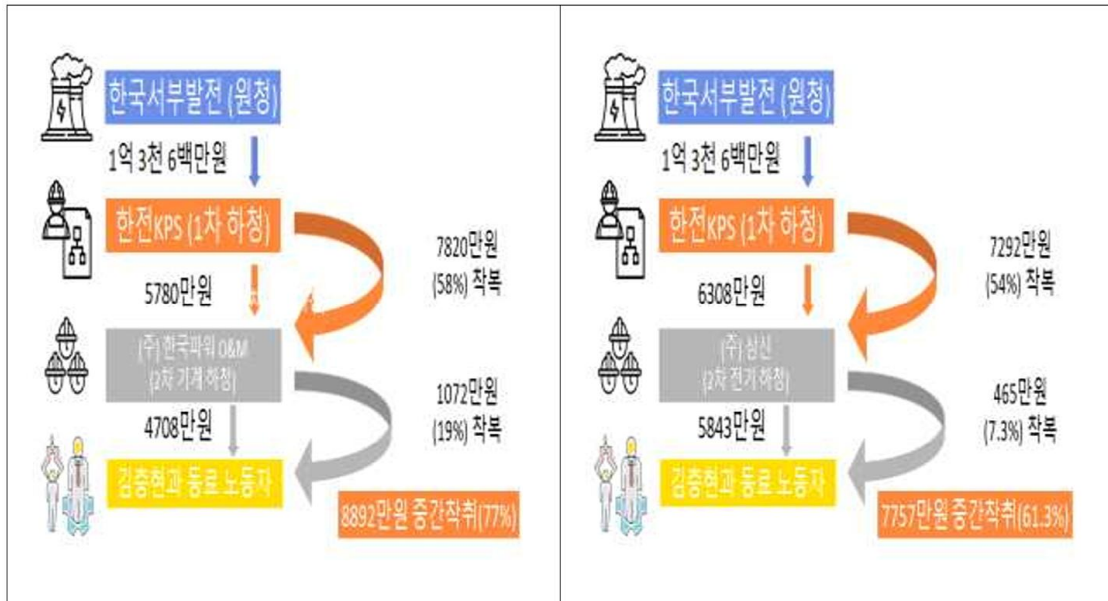 한국서부발전 (원청)
1억 3천 6백만원
한전KPS (1차 하청)
7820만원
(58%) 착복
5780만원
(주) 한국파워 O&M
(2차 기계 하청)
1072만원
(19%) 착복
4708만원
김충현과 동료 노동자
8892만원 중간착취(77%)
한국서부발전 (원청)
1억 3천 6백만원
한전KPS (1차 하청)
7292만원
(54%) 착복
6308만원
(주) 삼신
(2차 전기 하청)
465만원
(7.3%) 착복
5843만원
김충현과 동료 노동자
7757만원 중간착취(61.3%)